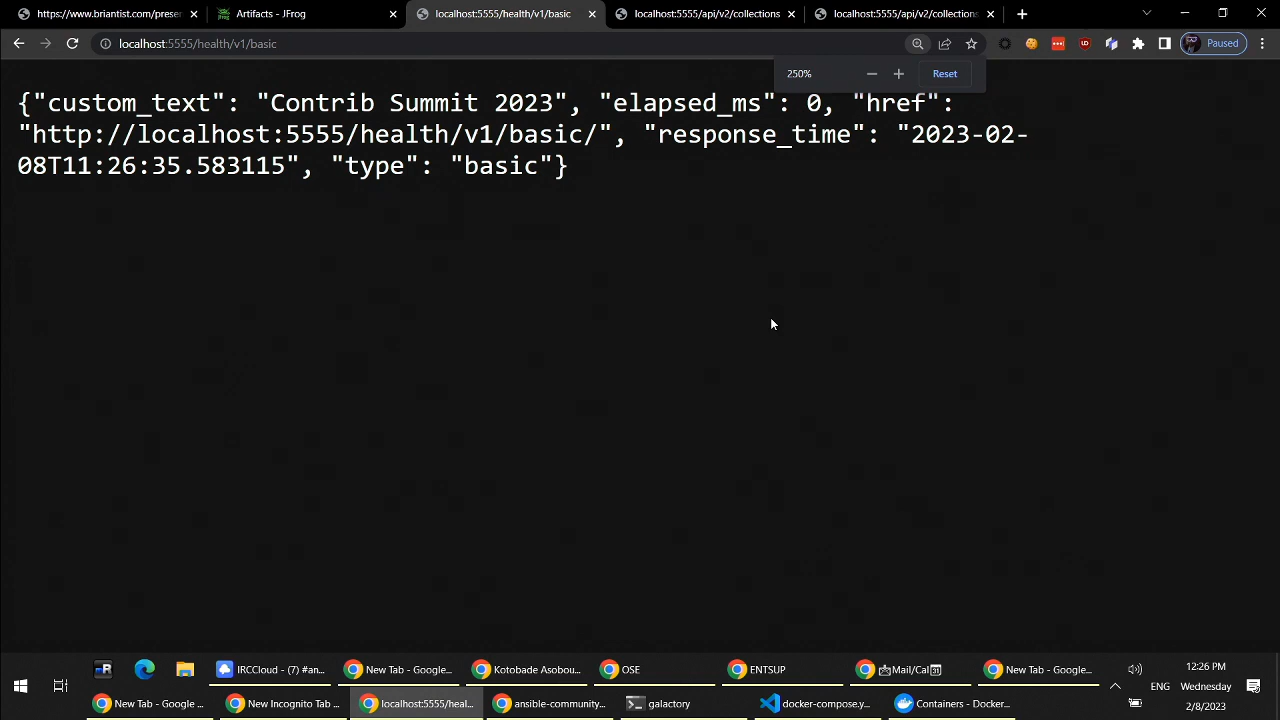 https://www.briantist.com/presen
Artifacts - JFrog
localhost:5555/health/v1/basic
localhost:5555/api/v2/collections
localhost:5555/api/v2/collections
localhost:5555/health/v1/basic
Paused
250%
Reset
{"custom_text": "Contrib Summit 2023", "elapsed_ms": 0, "href":
"http://localhost:5555/health/v1/basic/", "response_time": "2023-02-
08T11:26:35.583115", "type": "basic"}
IRCCloud - (7) #an...
New Tab - Google...
Kotobade Asobou...
OSE
ENTSUP
Mail/Cal
New Tab - Google...
12:26 PM
ENG
Wednesday
New Tab - Google ...
New Incognito Tab ...
localhost:5555/heal...
ansible-community...
galactory
docker-compose.y...
Containers - Docker...
2/8/2023